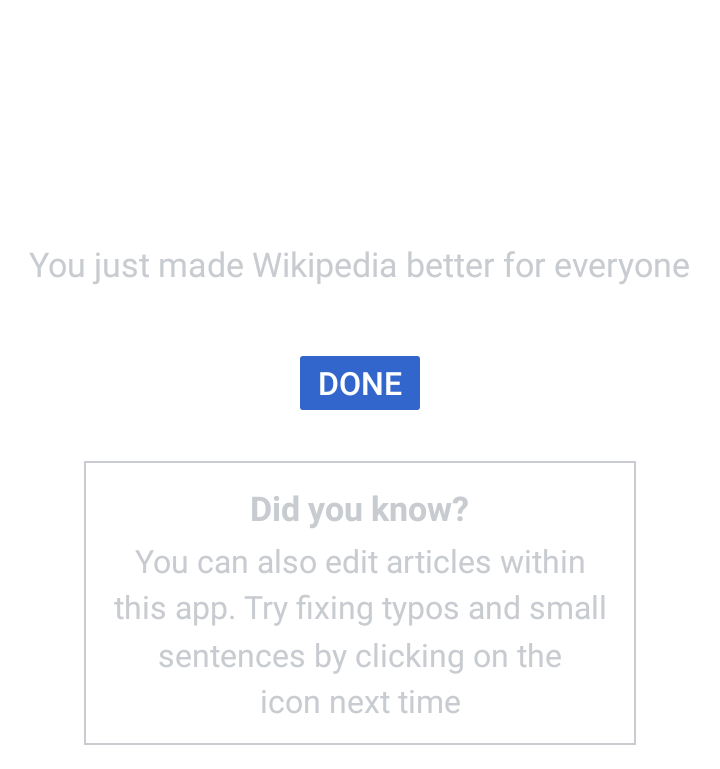 You just made Wikipedia better for everyone
DONE
Did you know?
You can also edit articles within
this app. Try fixing typos and small
sentences by clicking on the
icon next time